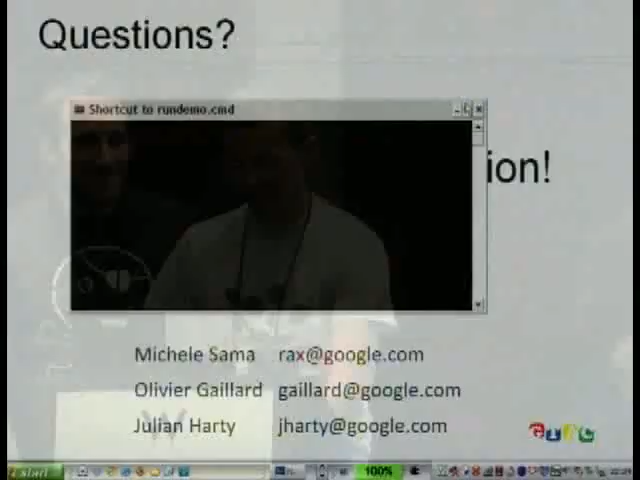 Questions?
Shortcut to rundemo.cmd
ion!
Michele Sama rax@google.com
Olivier Gaillard gaillard@google.com
Julian Harty jharty@google.com
start
100%